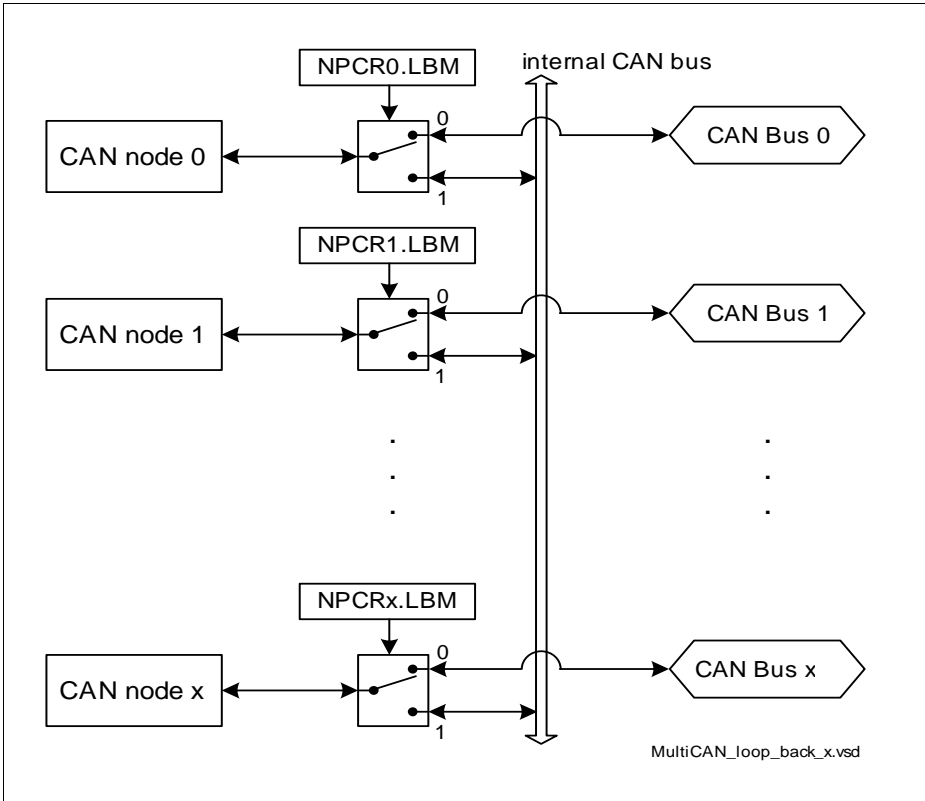 NPCR0.LBM
internal CAN bus
0
CAN node 0
CAN Bus 0
1
NPCR1.LBM
0
CAN node 1
CAN Bus 1
1
NPCRx.LBM
0
CAN node x
CAN Bus x
1
MultiCAN_loop_back_x.vsd